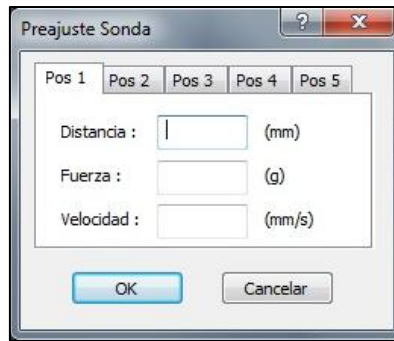 Preajuste Sonda
Pos 1 Pos 2 Pos 3 Pos 4 Pos 5
Distancia : (mm)
Fuerza : (g)
Velocidad : (mm/s)
OK Cancelar